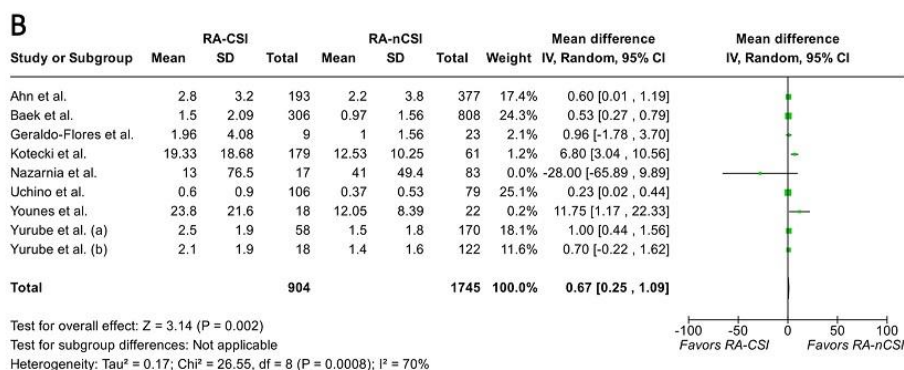 B
RA-CSI RA-nCSI Mean difference Mean difference
Study or Subgroup Mean SD Total Mean SD Total Weight IV, Random, 95% CI IV, Random, 95% CI
Ahn et al. 2.8 3.2 193 2.2 3.8 377 17.4% 0.60 [0.01 , 1.19]
Baek et al. 1.5 2.09 306 0.97 1.56 808 24.3% 0.53 [0.27 , 0.79]
Geraldo-Flores et al. 1.96 4.08 9 1 1.56 23 2.1% 0.96 [-1.78 , 3.70]
Kotecki et al. 19.33 18.68 179 12.53 10.25 61 1.2% 6.80 [3.04 , 10.56]
Nazarnia et al. 13 76.5 17 41 49.4 83 0.0% -28.00 [-65.89 , 9.89]
Uchino et al. 0.6 0.9 106 0.37 0.53 79 25.1% 0.23 [0.02 , 0.44]
Younes et al. 23.8 21.6 18 12.05 8.39 22 0.2% 11.75 [1.17 , 22.33]
Yurube et al. (a) 2.5 1.9 58 1.5 1.8 170 18.1% 1.00 [0.44 , 1.56]
Yurube et al. (b) 2.1 1.9 18 1.4 1.6 122 11.6% 0.70 [-0.22 , 1.62]
Total 904 1745 100.0% 0.67 [0.25 , 1.09]
Test for overall effect: Z = 3.14 (P = 0.002)
Test for subgroup differences: Not applicable
Heterogeneity: Tau² = 0.17; Chi² = 26.55, df = 8 (P = 0.0008); I² = 70%
-100 -50 0 50 100
Favors RA-CSI Favors RA-nCSI